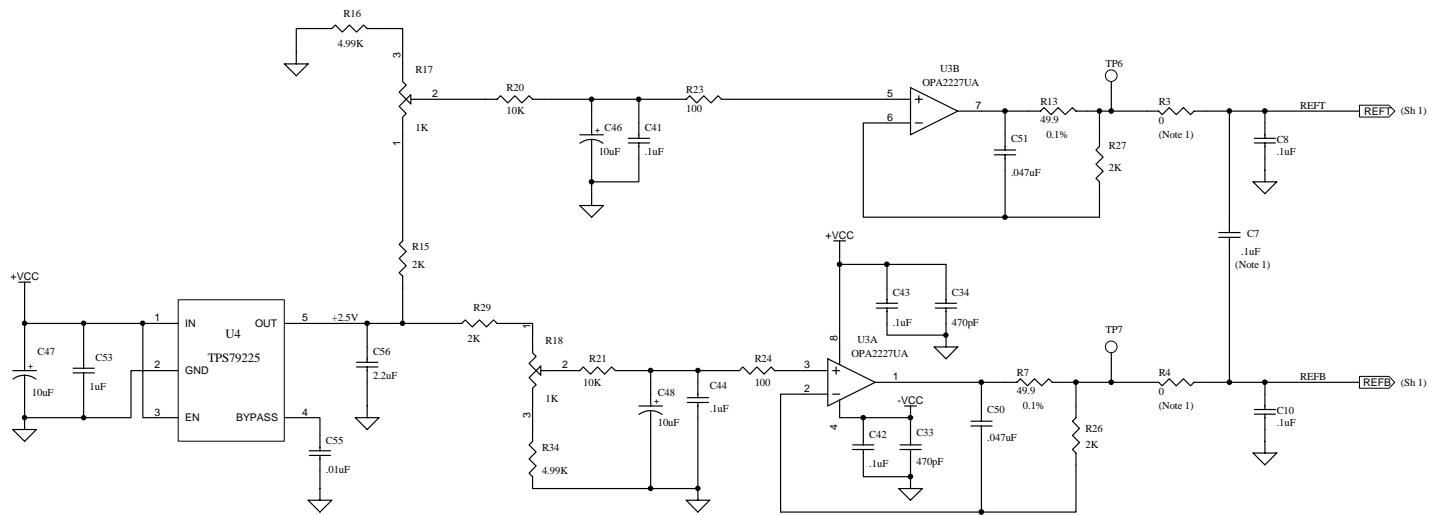 R16
4.99K
3
R17
2
1K
1
R20
10K
R23
100
C46
+
10uF
C41
.1uF
U3B
OPA2227UA
5
+
6
−
7
R13
49.9
0.1%
TP6
R3
0
(Note 1)
REFT
REFT
(Sh 1)
C51
.047uF
R27
2K
C8
.1uF
C7
.1uF
(Note 1)
R15
2K
+VCC
1
IN
OUT
5
+2.5V
U4
TPS79225
2
GND
3
EN
BYPASS
4
C47
+
10uF
C53
1uF
C56
2.2uF
C55
.01uF
R29
2K
1
R18
2
1K
3
R34
4.99K
R21
10K
R24
100
C48
+
10uF
C44
.1uF
+VCC
C43
.1uF
C34
470pF
8
U3A
OPA2227UA
3
+
2
−
1
4
-VCC
C42
.1uF
C33
470pF
C50
.047uF
R7
49.9
0.1%
R26
2K
TP7
R4
0
(Note 1)
REFB
REFB
(Sh 1)
C10
.1uF